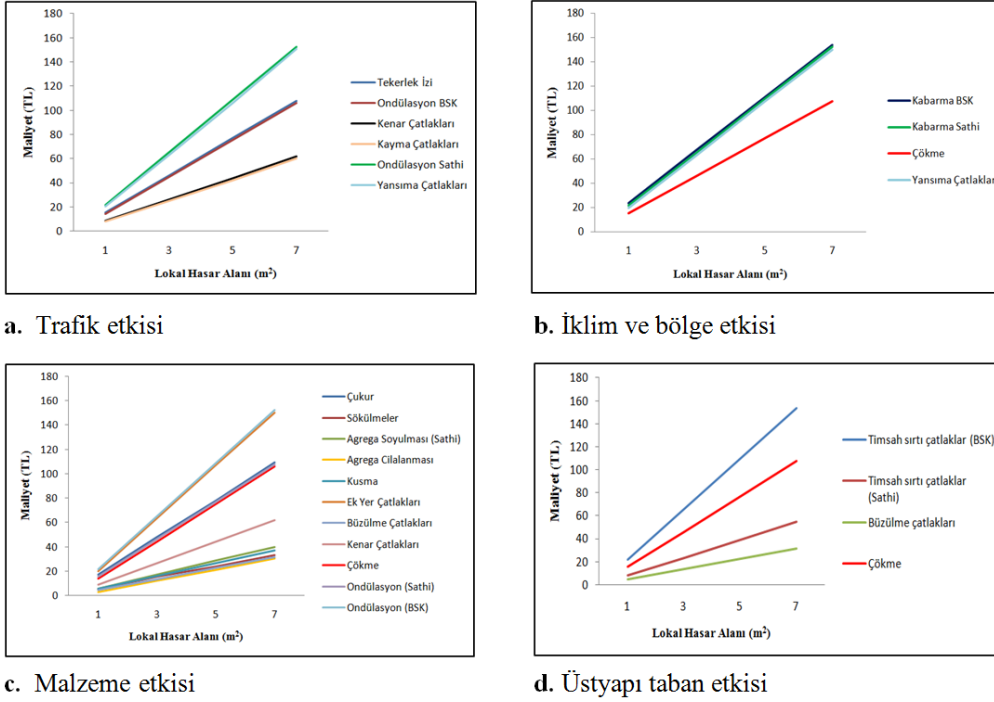 180
160
140
120
100
80
60
40
20
0
Maliyet (TL)
1 3 5 7
Lokal Hasar Alanı (m²)
Tekerlek İzi
Ondülasyon BSK
Kenar Çatlakları
Kayma Çatlakları
Ondülasyon Sathi
Yansıma Çatlakları
a. Trafik etkisi
180
160
140
120
100
80
60
40
20
0
Maliyet (TL)
1 3 5 7
Lokal Hasar Alanı (m²)
Kabarma BSK
Kabarma Sathi
Çökme
Yansıma Çatlaklar
b. İklim ve bölge etkisi
180
160
140
120
100
80
60
40
20
0
Maliyet (TL)
1 3 5 7
Lokal Hasar Alanı (m²)
Çukur
Sökülmeler
Agrega Soyulması (Sathi)
Agrega Cilalanması
Kusma
Ek Yer Çatlakları
Büzülme Çatlakları
Kenar Çatlakları
Çökme
Ondülasyon (Sathi)
Ondülasyon (BSK)
c. Malzeme etkisi
180
160
140
120
100
80
60
40
20
0
Maliyet (TL)
1 3 5 7
Lokal Hasar Alanı (m²)
Timsah sırtı çatlaklar (BSK)
Timsah sırtı çatlaklar
(Sathi)
Büzülme çatlakları
Çökme
d. Üstyapı taban etkisi